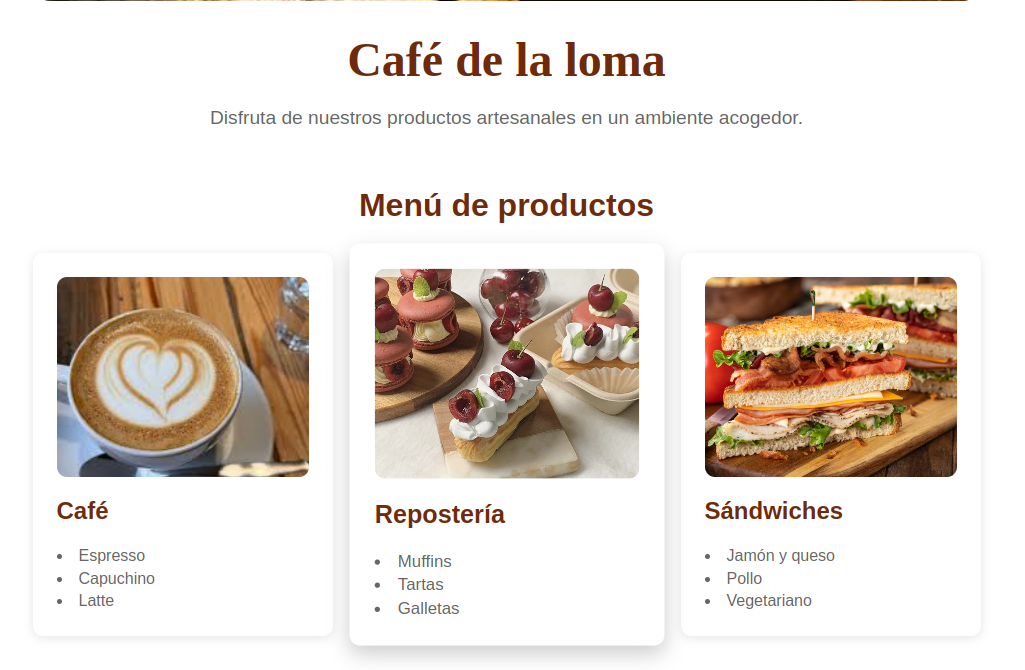 Café de la loma
Disfruta de nuestros productos artesanales en un ambiente acogedor.
Menú de productos
Café
• Espresso
• Capuchino
• Latte
Repostería
• Muffins
• Tartas
• Galletas
Sándwiches
• Jamón y queso
• Pollo
• Vegetariano